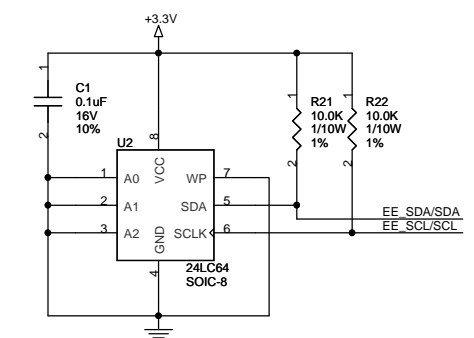 +3.3V
1
C1
0.1uF
16V
10%
2
1
R21
10.0K
1/10W
1%
2
1
R22
10.0K
1/10W
1%
2
U2
8
VCC
1
A0
WP
7
2
A1
SDA
5
3
A2
SCLK
6
GND
4
24LC64
SOIC-8
EE_SDA/SDA
EE_SCL/SCL